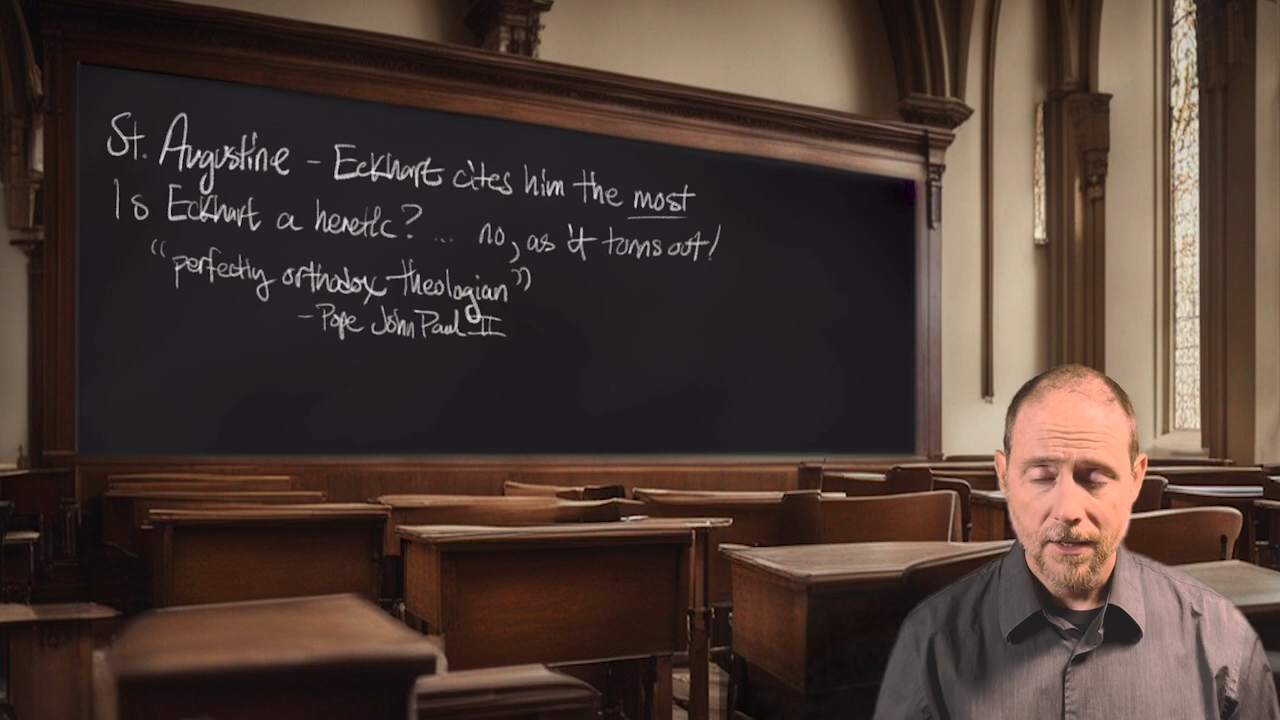 St. Augustine - Eckhart cites him the most
Is Eckhart a heretic? ... no, as it turns out!
"perfectly orthodox theologian"
- Pope John Paul II